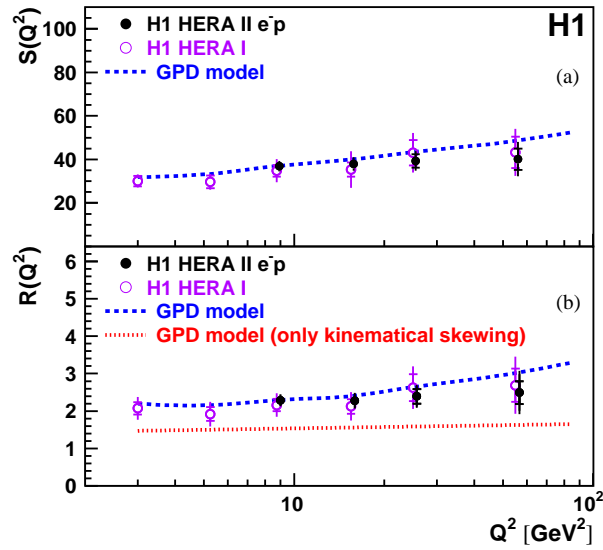 H1
S(Q²)
100
80
60
40
20
H1 HERA II e⁻p
H1 HERA I
GPD model
(a)
R(Q²)
6
5
4
3
2
1
0
H1 HERA II e⁻p
H1 HERA I
GPD model
GPD model (only kinematical skewing)
(b)
10
10²
Q² [GeV²]